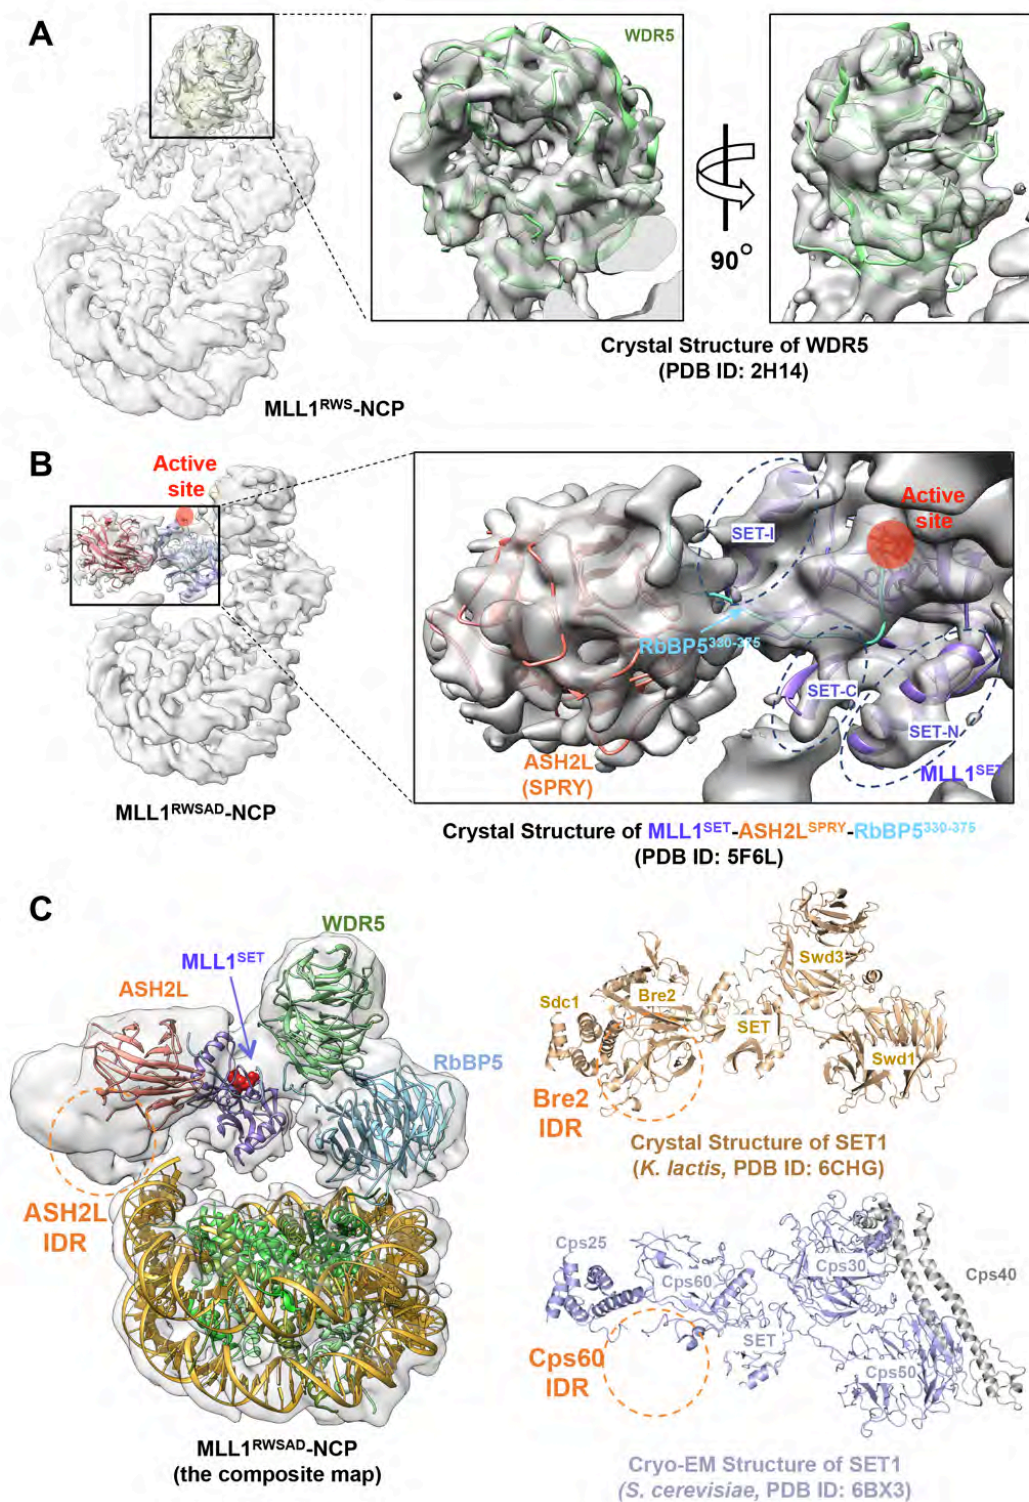 A
WDR5
90°
Crystal Structure of WDR5
(PDB ID: 2H14)
MLL1RWS-NCP
B
Active
site
Active
site
SET-I
RbBP5330-375
SET-C
SET-N
MLL1SET
ASH2L
(SPRY)
MLL1RWSAD-NCP
Crystal Structure of MLL1SET-ASH2LSPRY-RbBP5330-375
(PDB ID: 5F6L)
C
WDR5
MLL1SET
ASH2L
RbBP5
ASH2L
IDR
MLL1RWSAD-NCP
(the composite map)
Swd3
Sdc1
Bre2
SET
Swd1
Bre2
IDR
Crystal Structure of SET1
(K. lactis, PDB ID: 6CHG)
Cps25
Cps60
Cps30
Cps40
SET
Cps60
IDR
Cps50
Cryo-EM Structure of SET1
(S. cerevisiae, PDB ID: 6BX3)